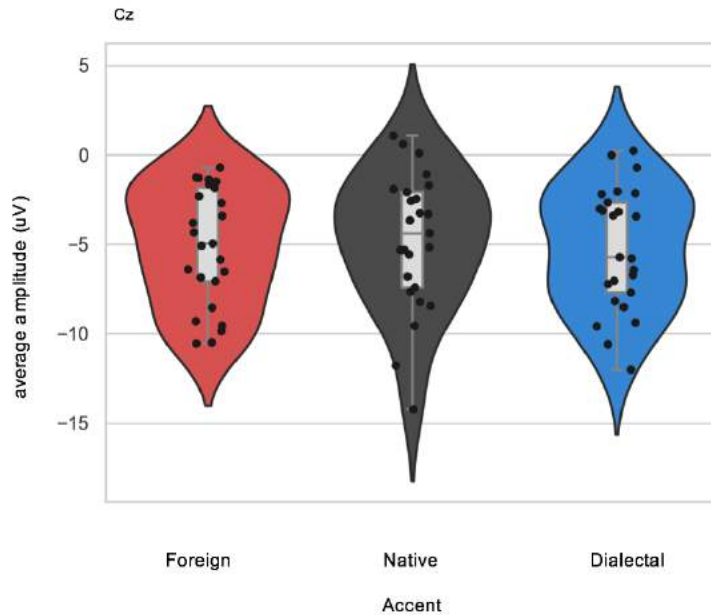 Cz
average amplitude (uV)
5
0
−5
−10
−15
Foreign Native Dialectal
Accent